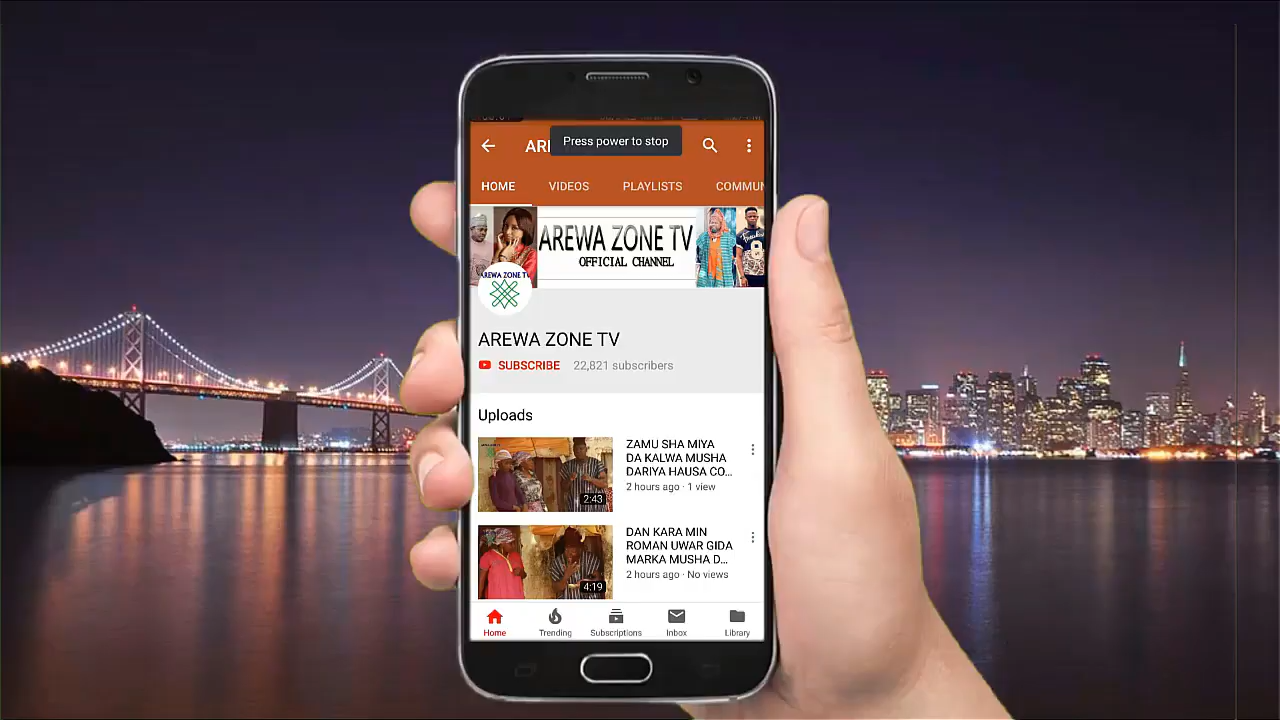 Press power to stop
HOME VIDEOS PLAYLISTS COMMUN
AREWA ZONE TV
OFFICIAL CHANNEL
AREWA ZONE TV
AREWA ZONE TV
SUBSCRIBE 22,821 subscribers
Uploads
ZAMU SHA MIYA
DA KALWA MUSHA
DARIYA HAUSA CO...
2 hours ago · 1 view
2:43
DAN KARA MIN
ROMAN UWAR GIDA
MARKA MUSHA D...
2 hours ago · No views
4:19
Home Trending Subscriptions Inbox Library